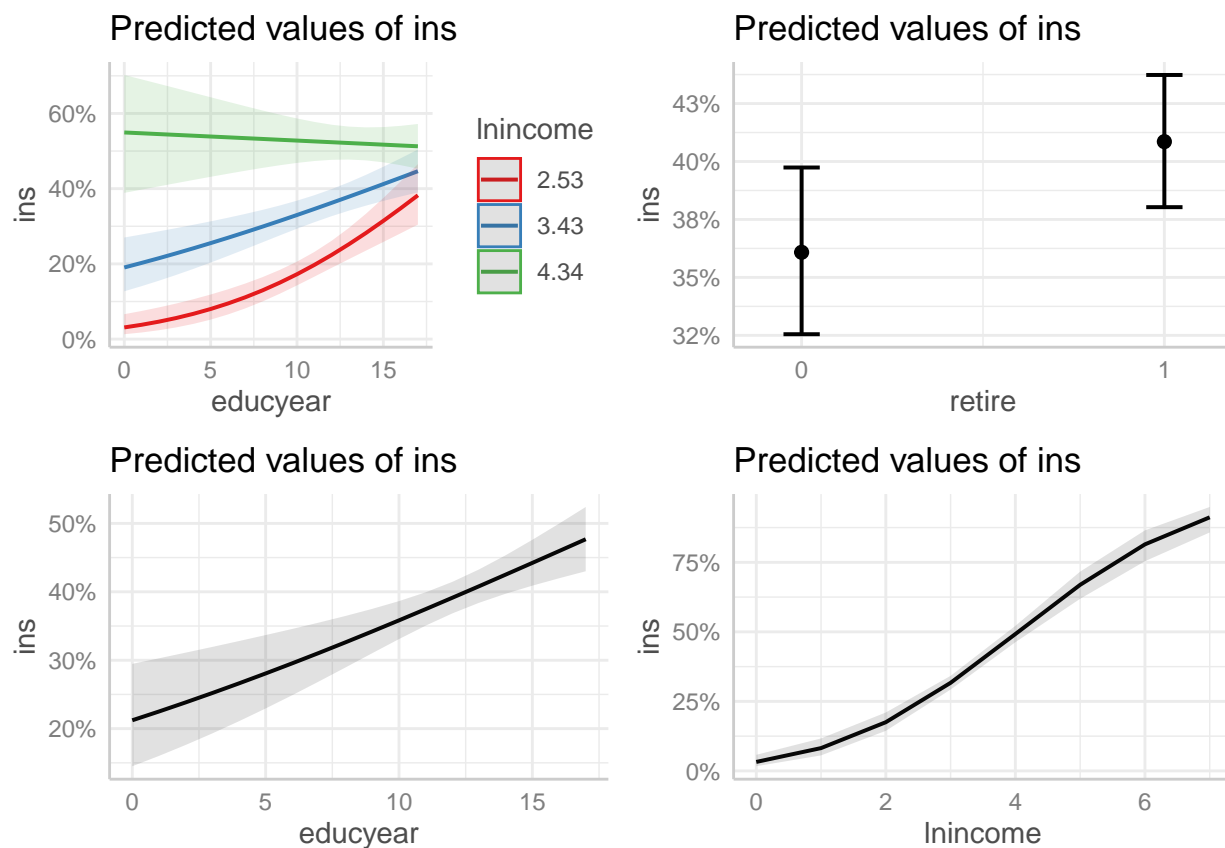 Predicted values of ins
60%
40%
20%
0%
ins
0 5 10 15
educyear
lnincome
2.53
3.43
4.34
Predicted values of ins
43%
40%
38%
35%
32%
ins
0 1
retire
Predicted values of ins
50%
40%
30%
20%
ins
0 5 10 15
educyear
Predicted values of ins
75%
50%
25%
0%
ins
0 2 4 6
lnincome